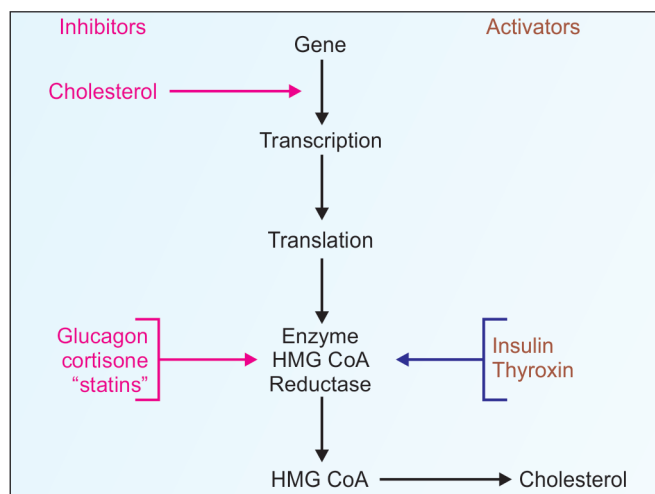 Inhibitors
Activators
Gene
Cholesterol
Transcription
Translation
Glucagon
cortisone
“statins”
Enzyme
HMG CoA
Reductase
Insulin
Thyroxin
HMG CoA
Cholesterol